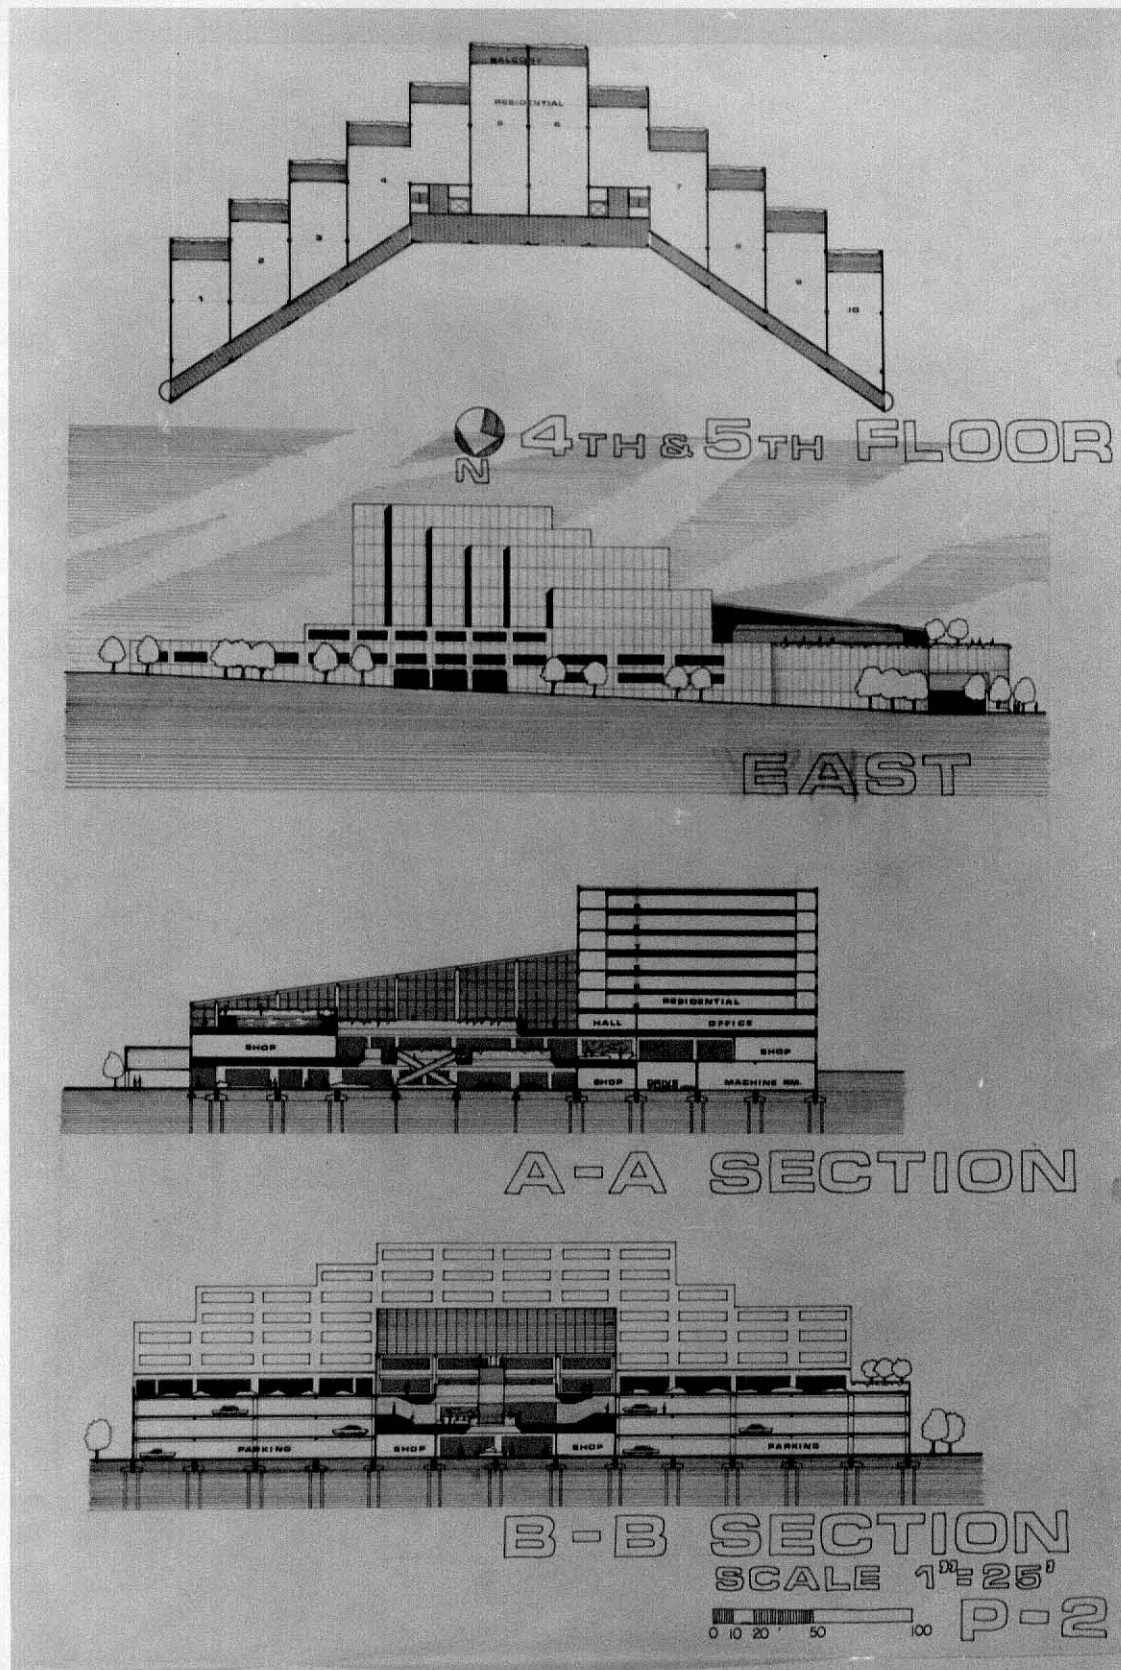 BALCONY
RESIDENTIAL
5 6
4 7
3 8
2 9
1 10
N
4TH & 5TH FLOOR
EAST
RESIDENTIAL
HALL OFFICE
SHOP SHOP
SHOP DRIVE MACHINE RM.
A-A SECTION
PARKING SHOP SHOP PARKING
B-B SECTION
SCALE 1"=25'
0 10 20 50 100
P-2